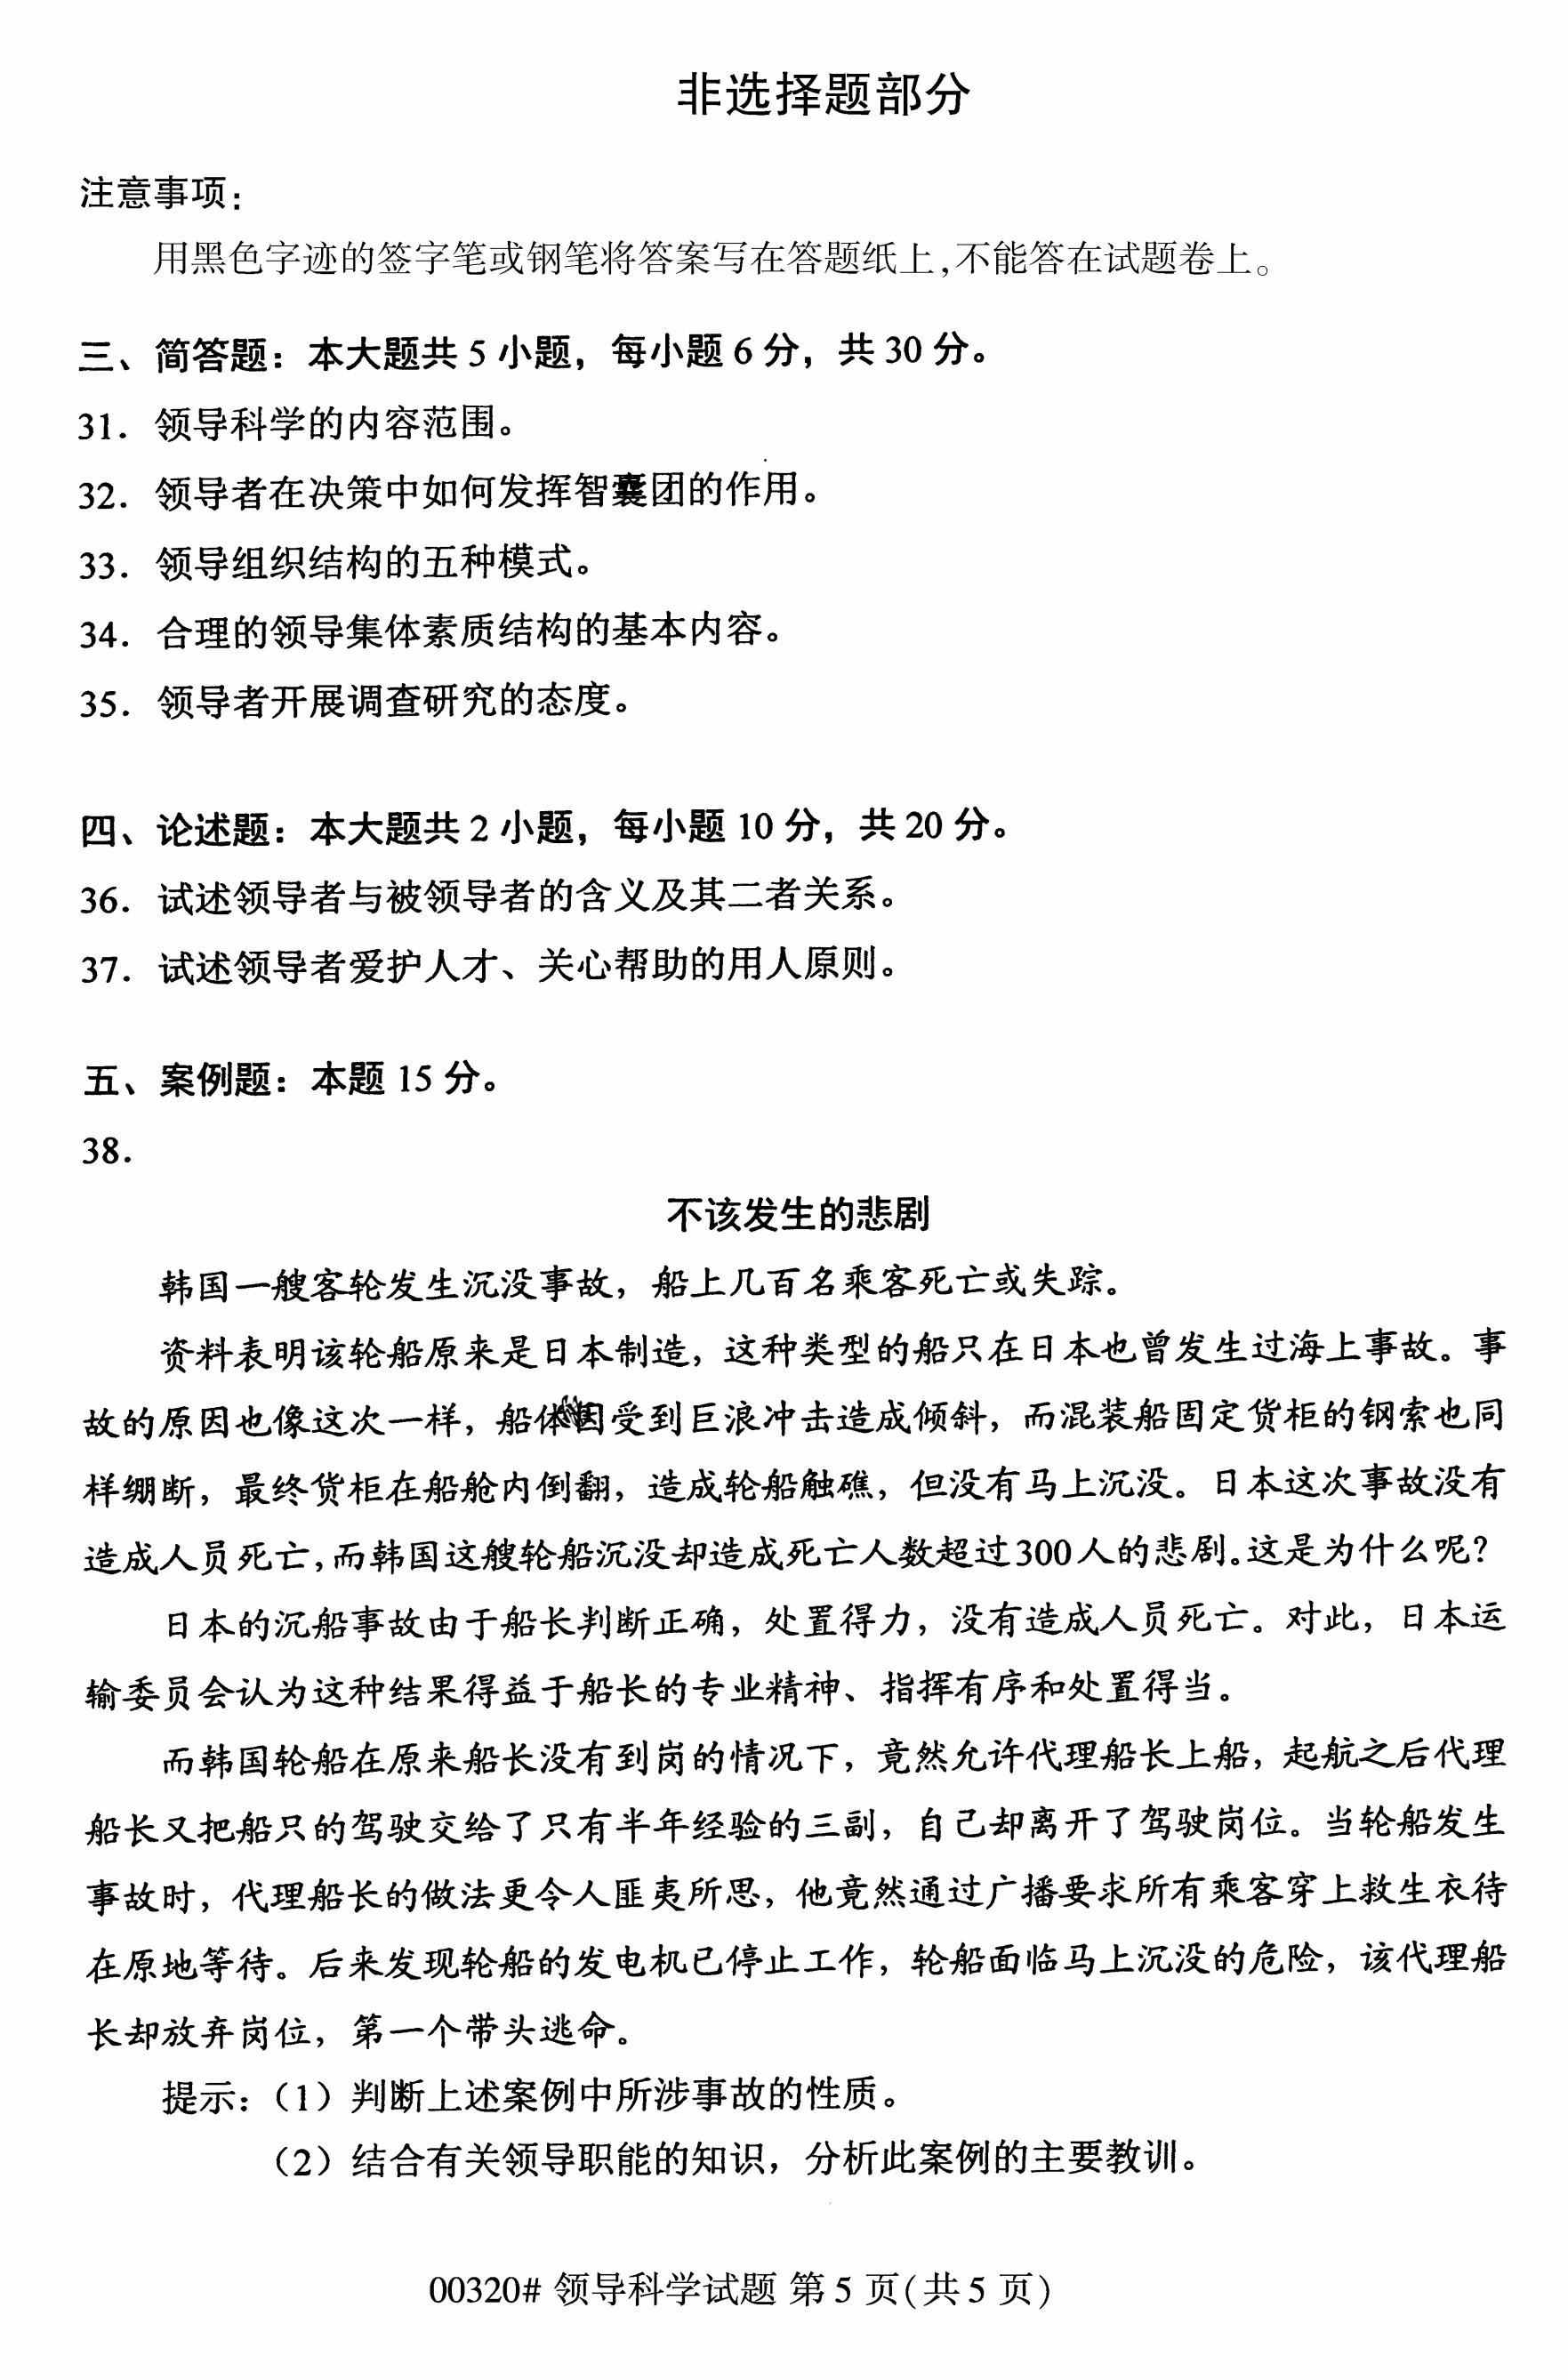 非选择题部分
注意事项：
用黑色字迹的签字笔或钢笔将答案写在答题纸上，不能答在试题卷上。
三、简答题：本大题共 5 小题，每小题 6 分，共 30 分。
31．领导科学的内容范围。
32．领导者在决策中如何发挥智囊团的作用。
33．领导组织结构的五种模式。
34．合理的领导集体素质结构的基本内容。
35．领导者开展调查研究的态度。
四、论述题：本大题共 2 小题，每小题 10 分，共 20 分。
36．试述领导者与被领导者的含义及其二者关系。
37．试述领导者爱护人才、关心帮助的用人原则。
五、案例题：本题 15 分。
38．
不该发生的悲剧
韩国一艘客轮发生沉没事故，船上几百名乘客死亡或失踪。
资料表明该轮船原来是日本制造，这种类型的船只在日本也曾发生过海上事故。事
故的原因也像这次一样，船体因受到巨浪冲击造成倾斜，而混装船固定货柜的钢索也同
样绷断，最终货柜在船舱内倒翻，造成轮船触礁，但没有马上沉没。日本这次事故没有
造成人员死亡，而韩国这艘轮船沉没却造成死亡人数超过300人的悲剧。这是为什么呢？
日本的沉船事故由于船长判断正确，处置得力，没有造成人员死亡。对此，日本运
输委员会认为这种结果得益于船长的专业精神、指挥有序和处置得当。
而韩国轮船在原来船长没有到岗的情况下，竟然允许代理船长上船，起航之后代理
船长又把船只的驾驶交给了只有半年经验的三副，自己却离开了驾驶岗位。当轮船发生
事故时，代理船长的做法更令人匪夷所思，他竟然通过广播要求所有乘客穿上救生衣待
在原地等待。后来发现轮船的发电机已停止工作，轮船面临马上沉没的危险，该代理船
长却放弃岗位，第一个带头逃命。
提示：（1）判断上述案例中所涉事故的性质。
（2）结合有关领导职能的知识，分析此案例的主要教训。
00320# 领导科学试题 第 5 页(共 5 页)